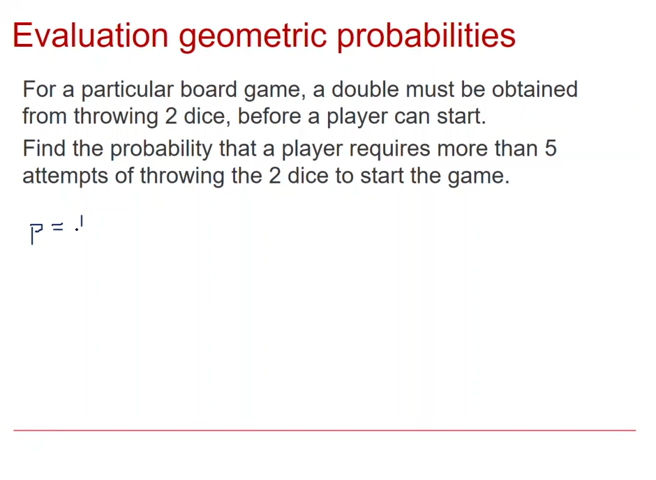 Evaluation geometric probabilities
For a particular board game, a double must be obtained
from throwing 2 dice, before a player can start.
Find the probability that a player requires more than 5
attempts of throwing the 2 dice to start the game.
p =